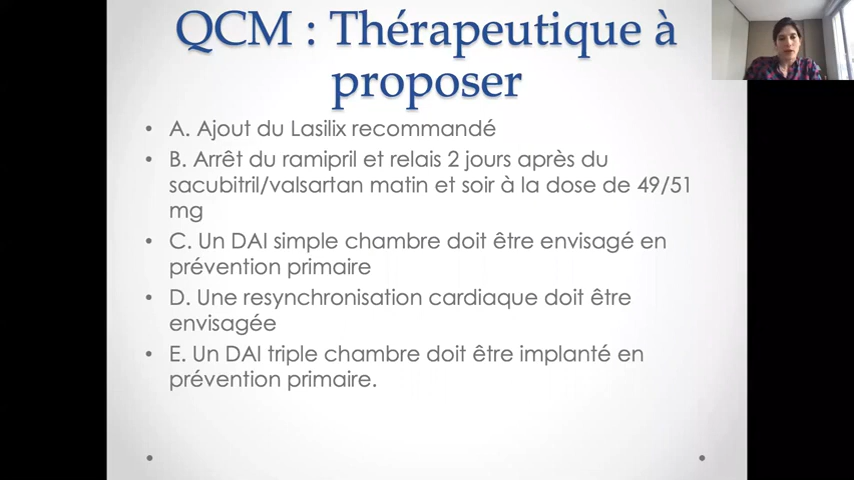 QCM : Thérapeutique à
proposer
• A. Ajout du Lasilix recommandé
• B. Arrêt du ramipril et relais 2 jours après du
sacubitril/valsartan matin et soir à la dose de 49/51
mg
• C. Un DAI simple chambre doit être envisagé en
prévention primaire
• D. Une resynchronisation cardiaque doit être
envisagée
• E. Un DAI triple chambre doit être implanté en
prévention primaire.